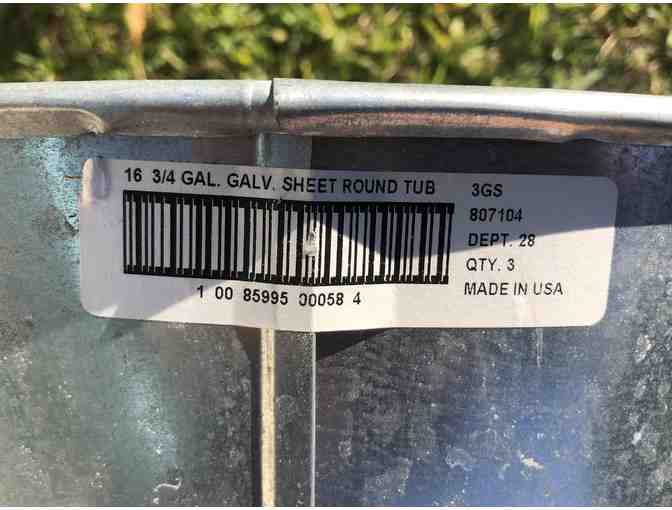 16 3/4 GAL. GALV. SHEET ROUND TUB
1 00 85995 00058 4
3GS
807104
DEPT. 28
QTY. 3
MADE IN USA